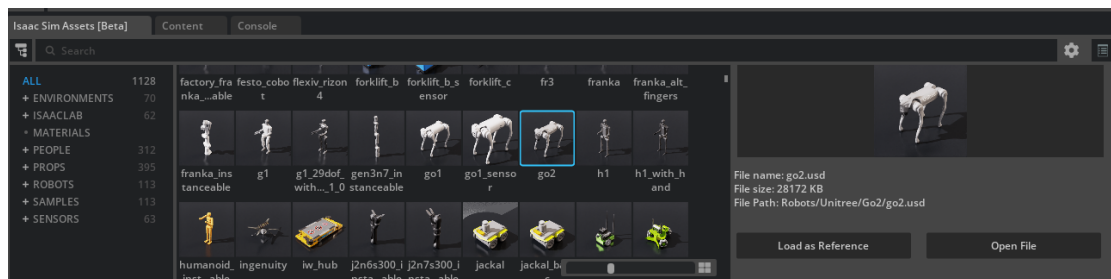 Isaac Sim Assets [Beta]
Content
Console
Search
ALL 1128
+ ENVIRONMENTS 70
+ ISAACLAB 62
MATERIALS
+ PEOPLE 312
+ PROPS 395
+ ROBOTS 113
+ SAMPLES 113
+ SENSORS 63
factory_fra festo_cobo flexiv_rizon forklift_b forklift_b_s forklift_c fr3 franka franka_alt_
nka_...able t 4 ensor fingers
franka_ins g1 g1_29dof_ gen3n7_in go1 go1_senso go2 h1 h1_with_h
tanceable with..._1_0 stanceable r and
humanoid_ ingenuity iw_hub j2n6s300_i j2n7s300_i jackal jackal_ba
File name: go2.usd
File size: 28172 KB
File Path: Robots/Unitree/Go2/go2.usd
Load as Reference
Open File